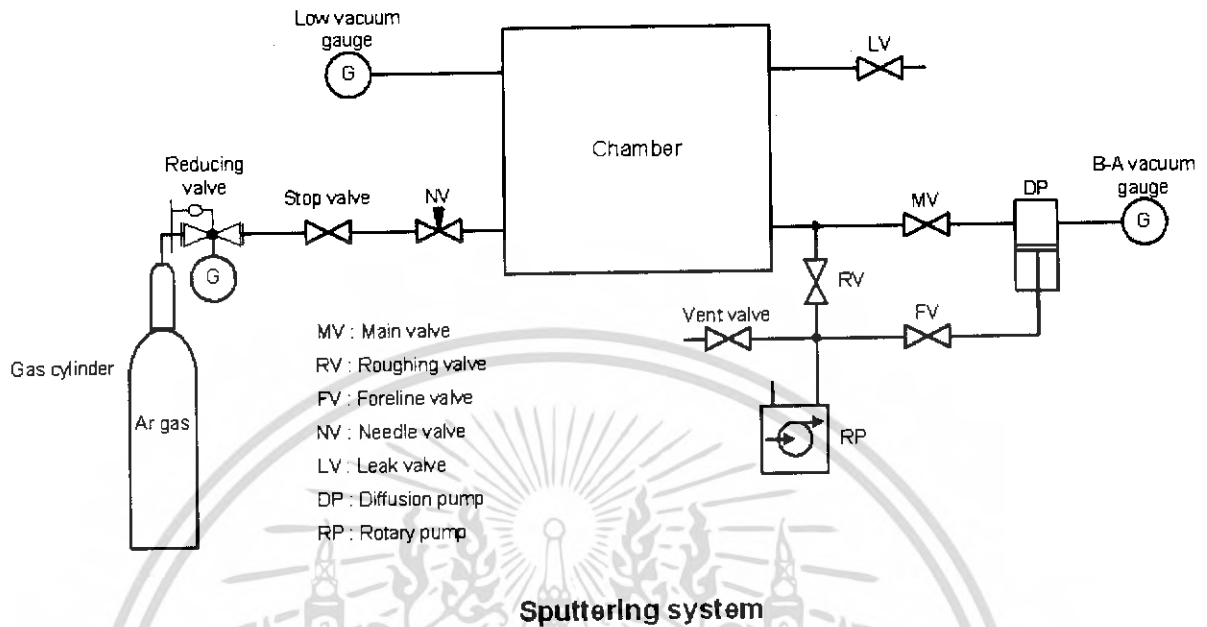 Low vacuum
gauge
G
LV
Chamber
Reducing
valve
Stop valve
NV
G
MV
DP
B-A vacuum
gauge
G
RV
Vent valve
FV
RP
Gas cylinder
Ar gas
MV : Main valve
RV : Roughing valve
FV : Foreline valve
NV : Needle valve
LV : Leak valve
DP : Diffusion pump
RP : Rotary pump
Sputtering system